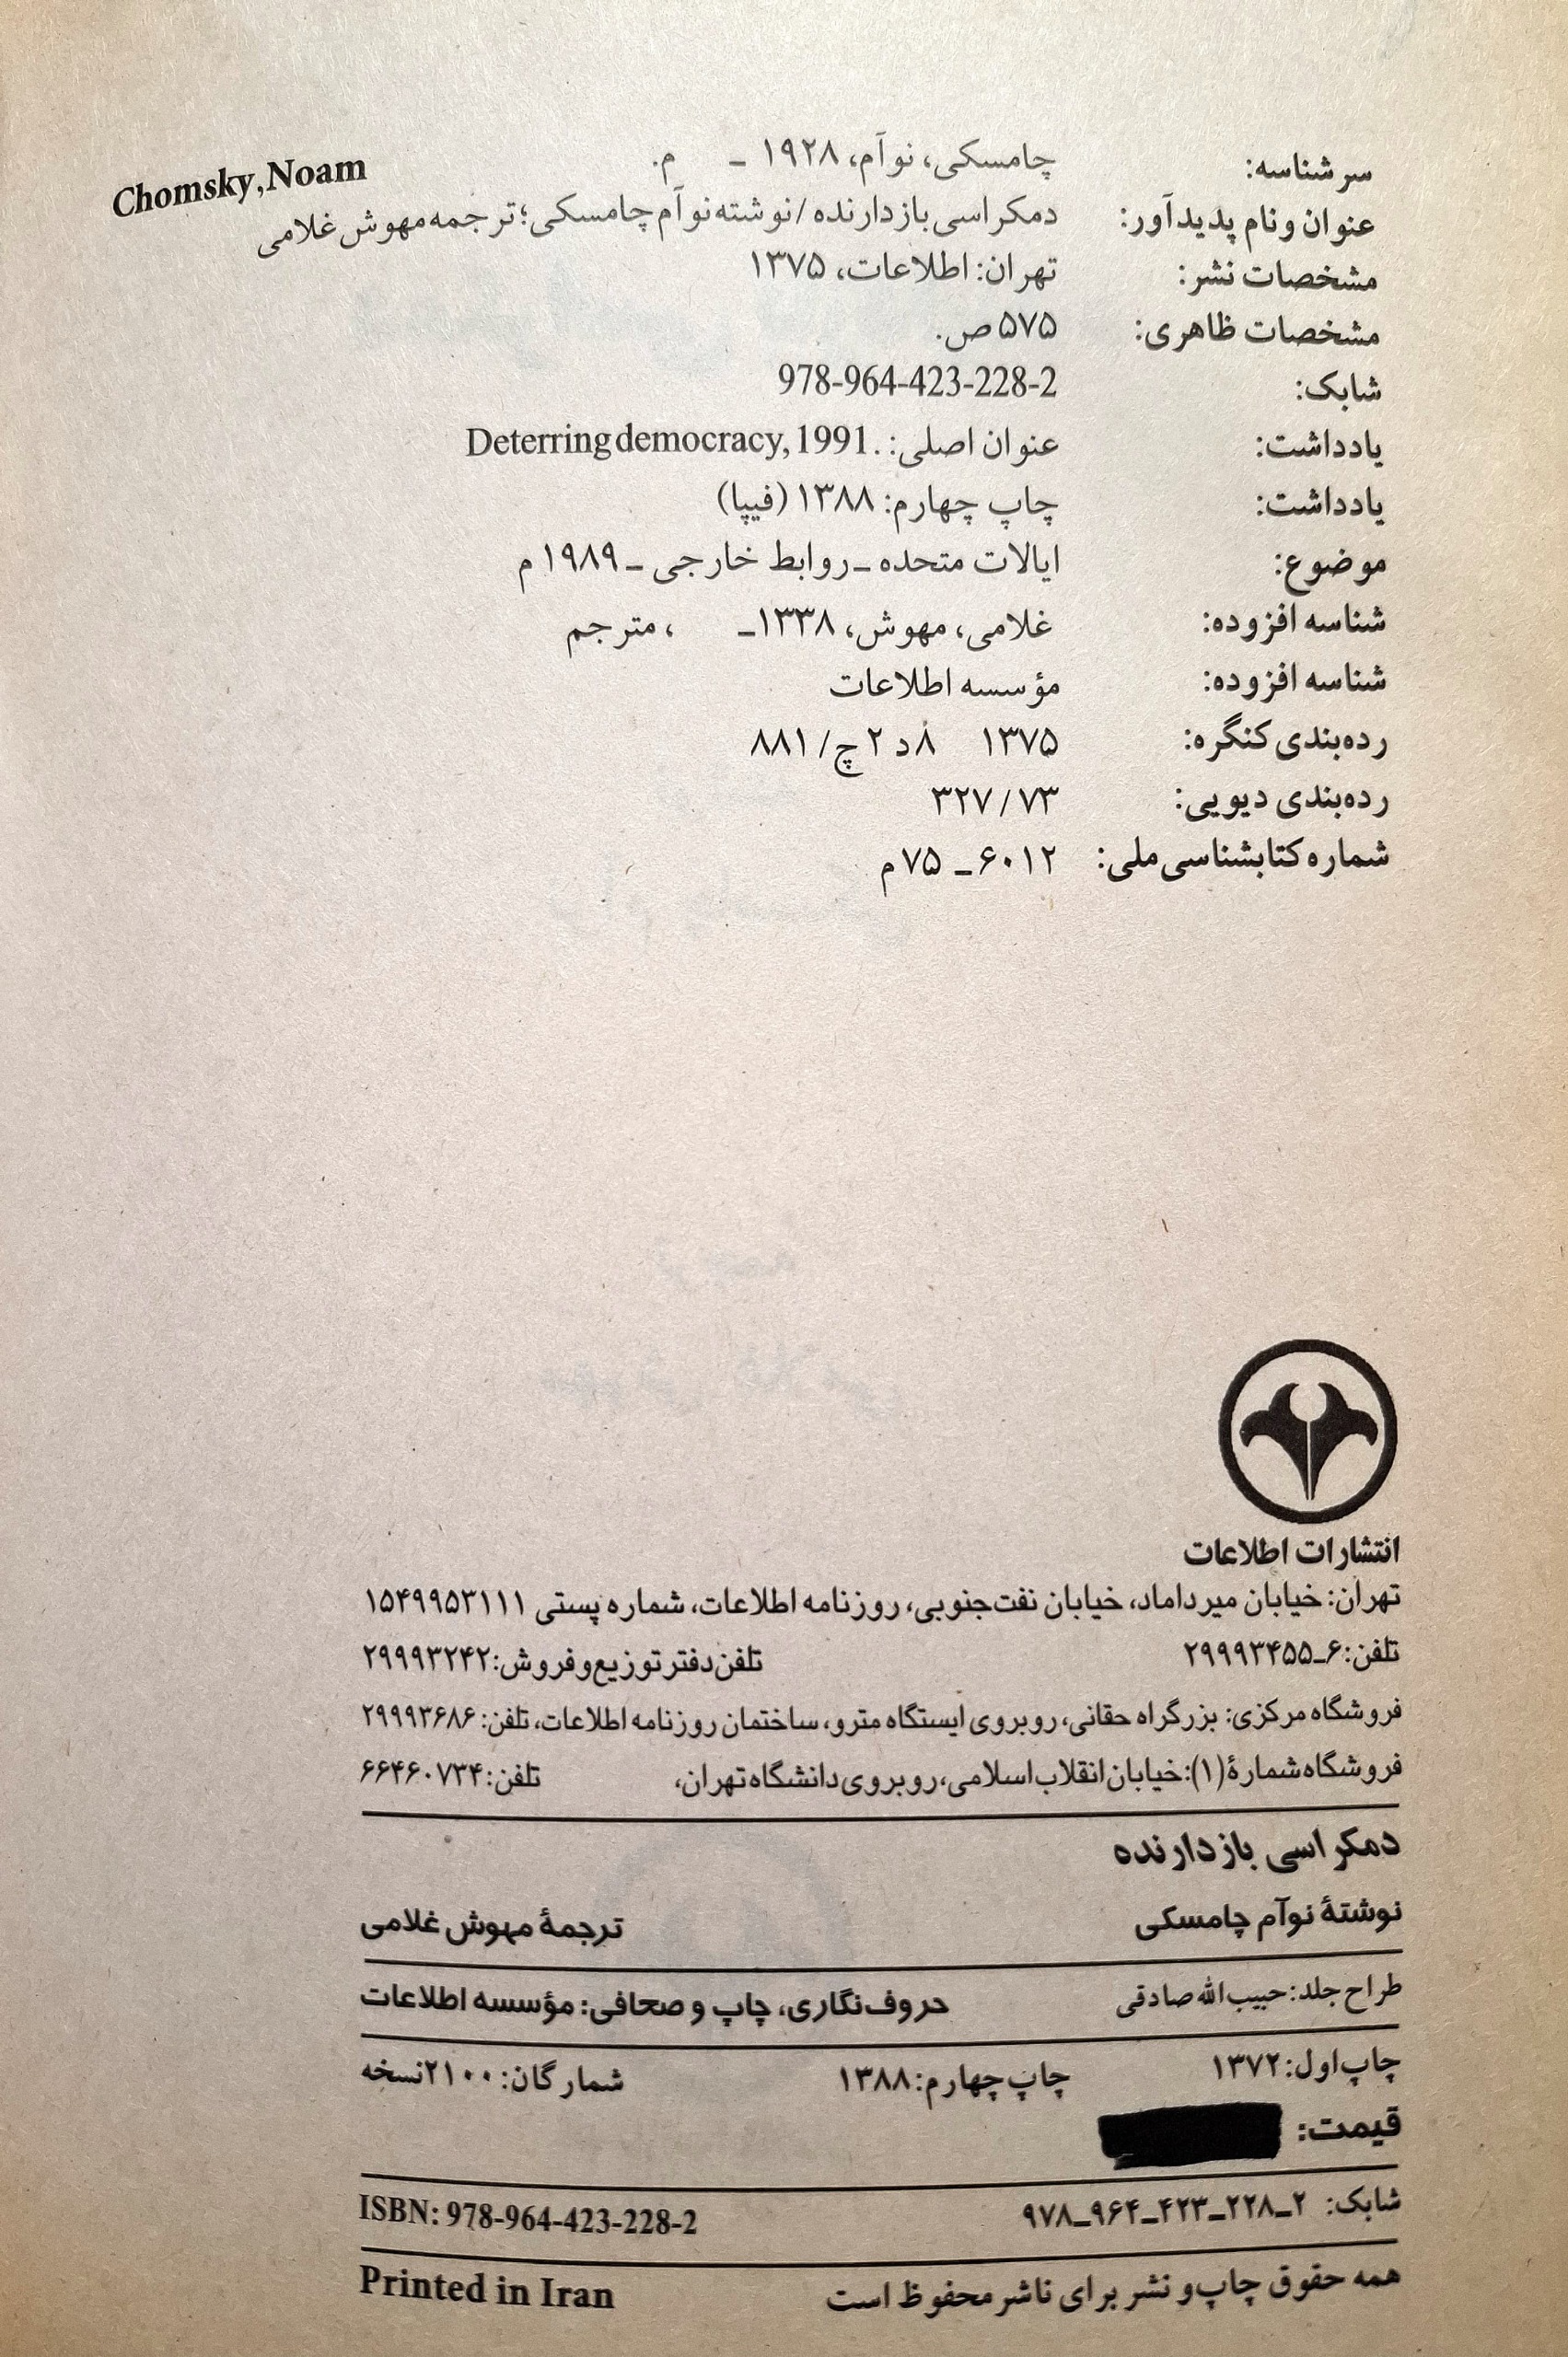 سرشناسه: چامسکی، نوآم، ۱۹۲۸ ـ م. Chomsky, Noam
عنوان و نام پدیدآور: دمکراسی بازدارنده / نوشته نوآم چامسکی؛ ترجمه مهوش غلامی
مشخصات نشر: تهران: اطلاعات، ۱۳۷۵
مشخصات ظاهری: ۵۷۵ ص.
شابک: 978-964-423-228-2
یادداشت: عنوان اصلی: Deterring democracy, 1991.
یادداشت: چاپ چهارم: ۱۳۸۸ (فیپا)
موضوع: ایالات متحده ـ روابط خارجی ـ ۱۹۸۹ م
شناسه افزوده: غلامی، مهوش، ۱۳۳۸ـ ، مترجم
شناسه افزوده: مؤسسه اطلاعات
رده‌بندی کنگره: ۱۳۷۵ ۸د ۲چ/ ۸۸۱
رده‌بندی دیویی: ۳۲۷/۷۳
شماره کتابشناسی ملی: ۶۰۱۲ ـ ۷۵ م
انتشارات اطلاعات
تهران: خیابان میرداماد، خیابان نفت جنوبی، روزنامه اطلاعات، شماره پستی ۱۵۴۹۹۵۳۱۱۱
تلفن: ۶ـ۲۹۹۹۳۴۵۵ تلفن دفتر توزیع و فروش: ۲۹۹۹۳۲۴۲
فروشگاه مرکزی: بزرگراه حقانی، روبروی ایستگاه مترو، ساختمان روزنامه اطلاعات، تلفن: ۲۹۹۹۳۶۸۶
فروشگاه شمارهٔ (۱): خیابان انقلاب اسلامی، روبروی دانشگاه تهران، تلفن: ۶۶۴۶۰۷۳۴
دمکراسی بازدارنده
نوشتهٔ نوآم چامسکی ترجمهٔ مهوش غلامی
طراح جلد: حبیب‌الله صادقی حروف‌نگاری، چاپ و صحافی: مؤسسه اطلاعات
چاپ اول: ۱۳۷۲ چاپ چهارم: ۱۳۸۸ شمارگان: ۲۱۰۰ نسخه
قیمت:
شابک: ۲ـ۲۲۸ـ۴۲۳ـ۹۶۴ـ۹۷۸ ISBN: 978-964-423-228-2
همه حقوق چاپ و نشر برای ناشر محفوظ است Printed in Iran